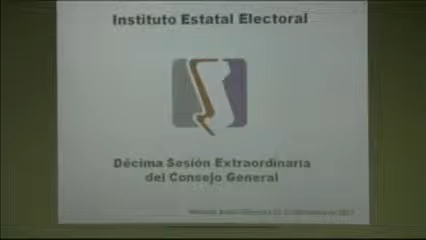 Instituto Estatal Electoral
Décima Sesión Extraordinaria
del Consejo General